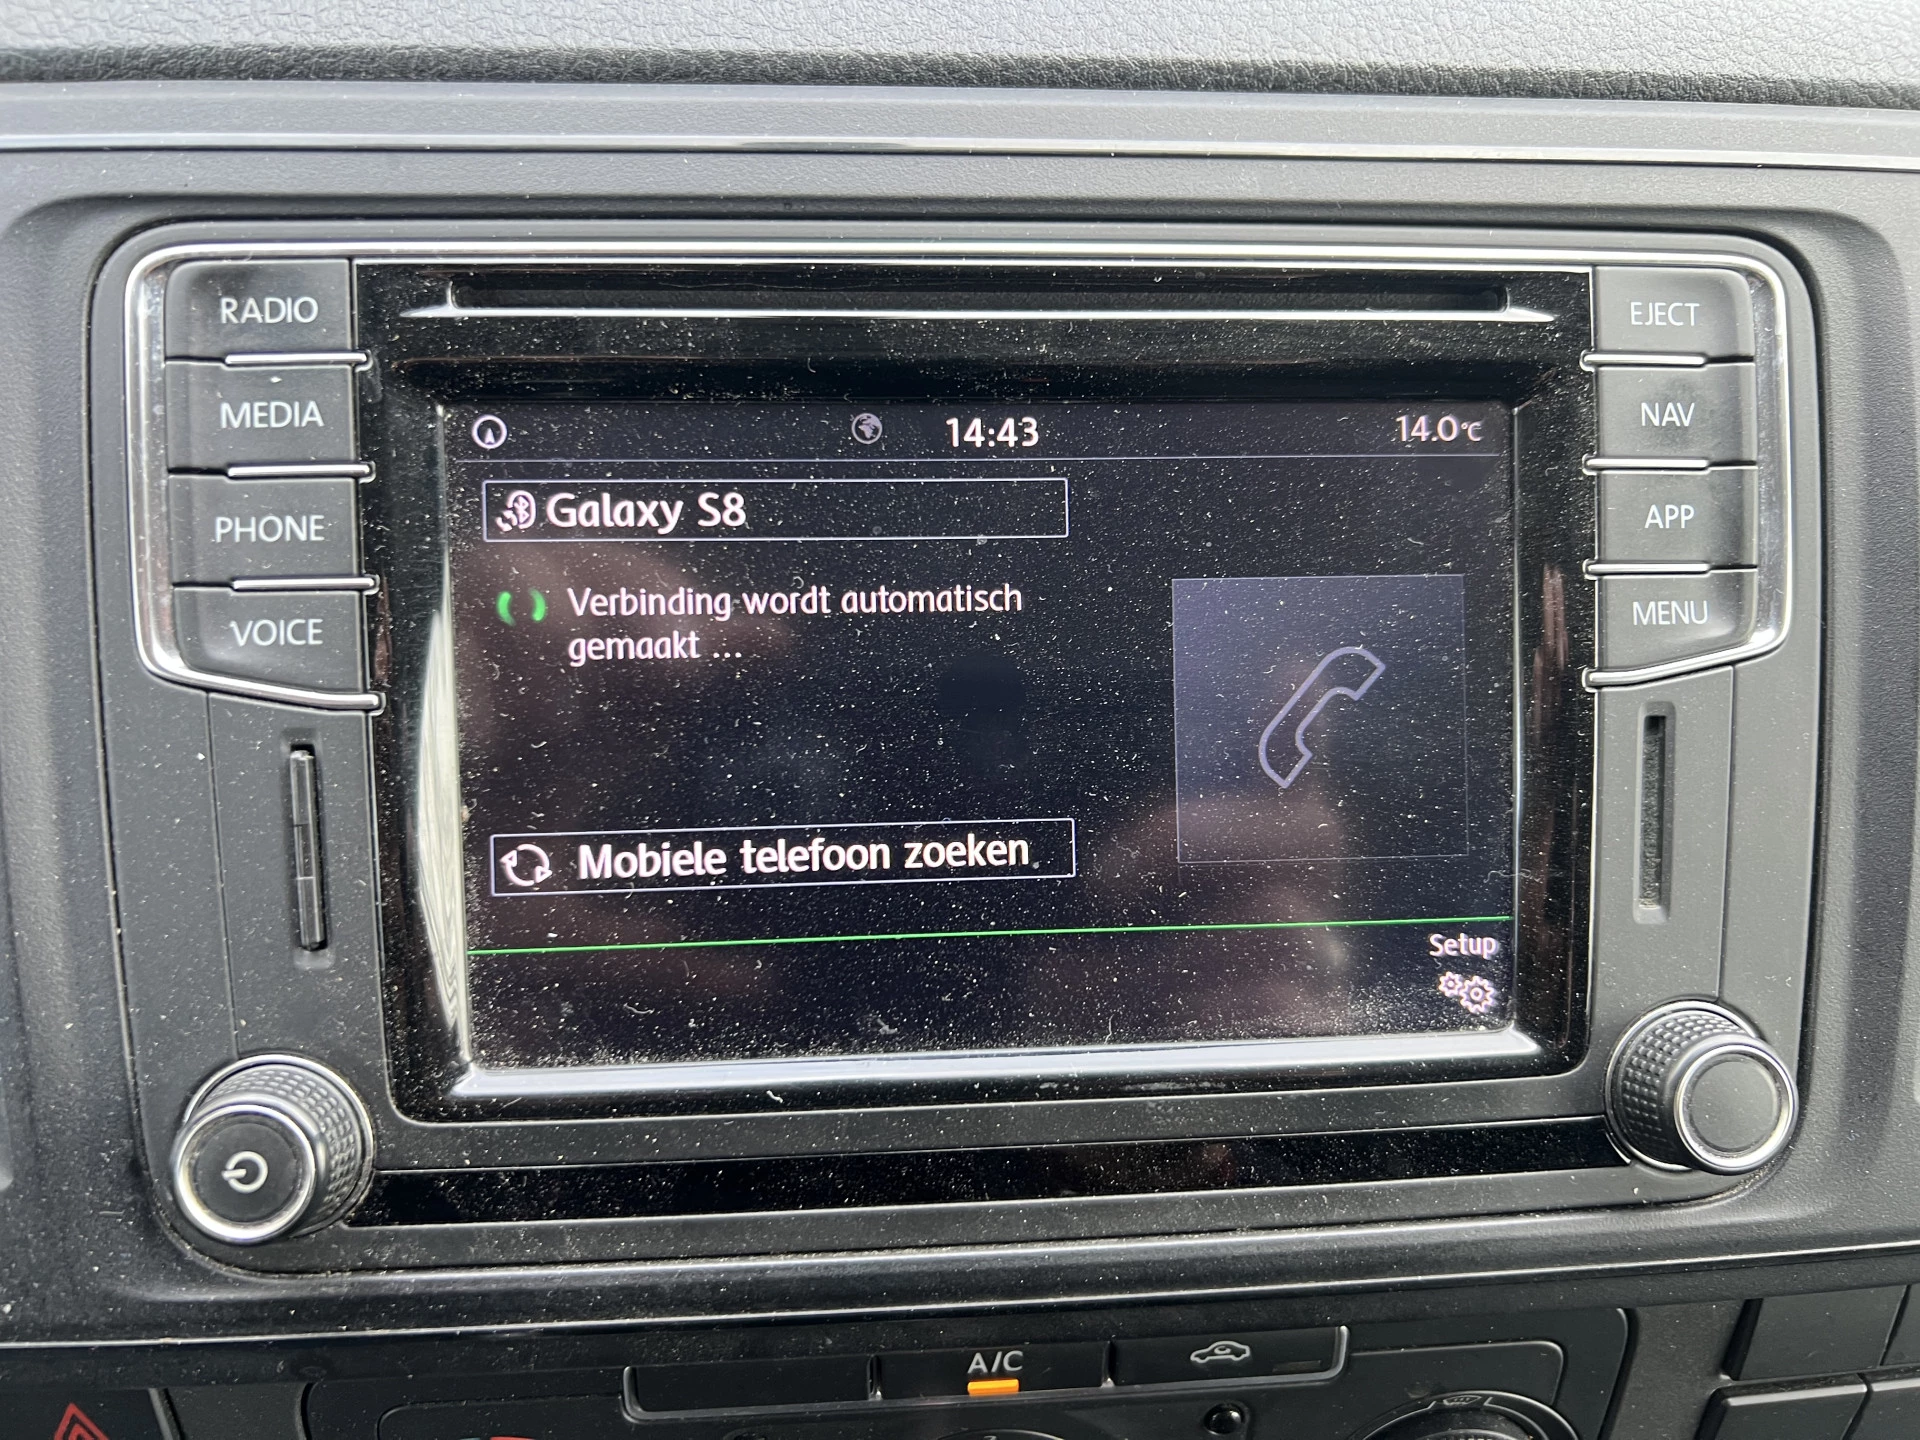 RADIO
MEDIA
PHONE
VOICE
EJECT
NAV
APP
MENU
14:43
14.0°C
Galaxy S8
Verbinding wordt automatisch
gemaakt ...
Mobiele telefoon zoeken
Setup
A/C